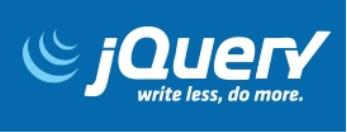 jQuery
write less, do more.